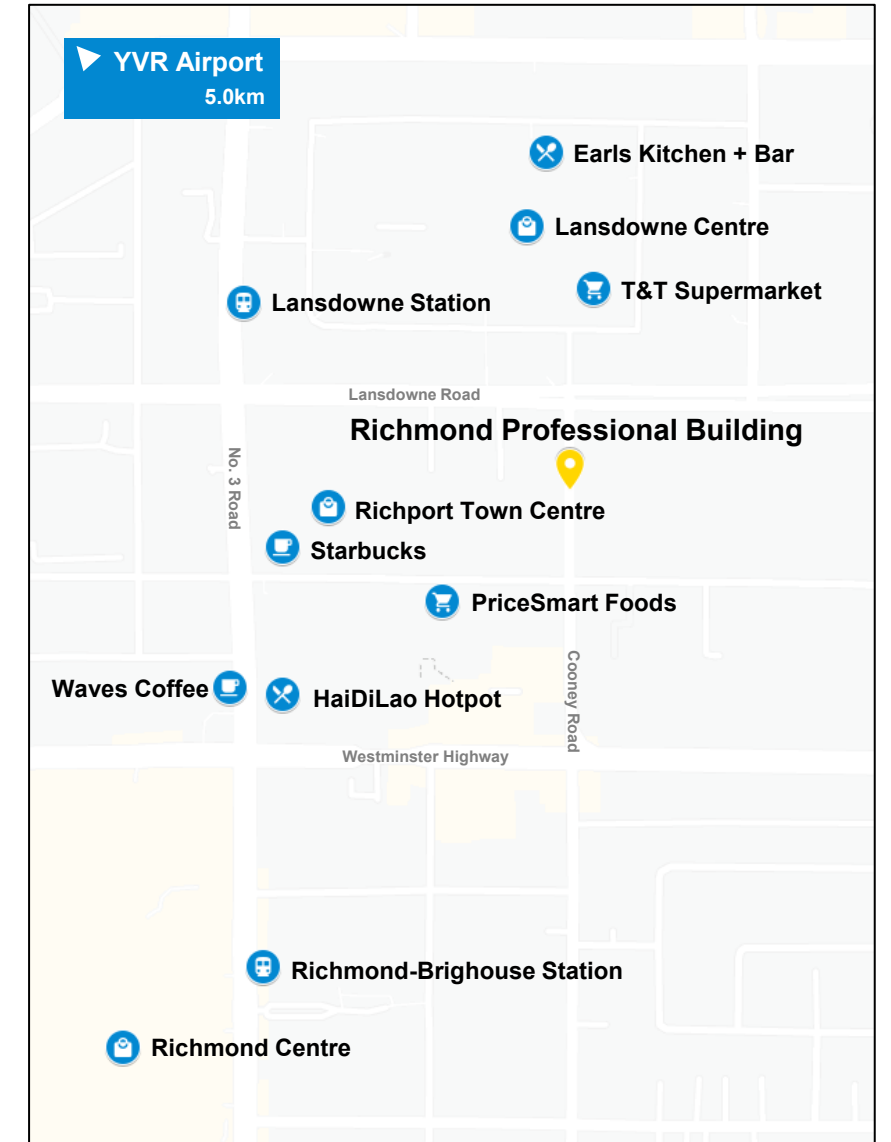 YVR Airport
5.0km
Earls Kitchen + Bar
Lansdowne Centre
T&T Supermarket
Lansdowne Station
Lansdowne Road
Richmond Professional Building
No. 3 Road
Richport Town Centre
Starbucks
PriceSmart Foods
Cooney Road
Waves Coffee
HaiDiLao Hotpot
Westminster Highway
Richmond-Brighouse Station
Richmond Centre